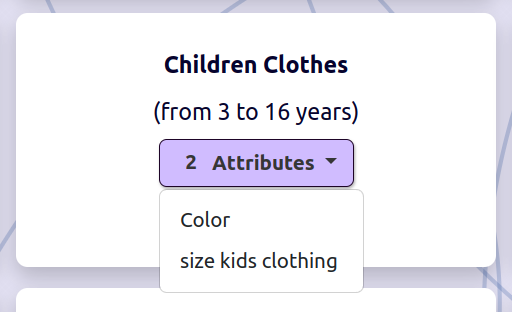 Children Clothes
(from 3 to 16 years)
2 Attributes
Color
size kids clothing